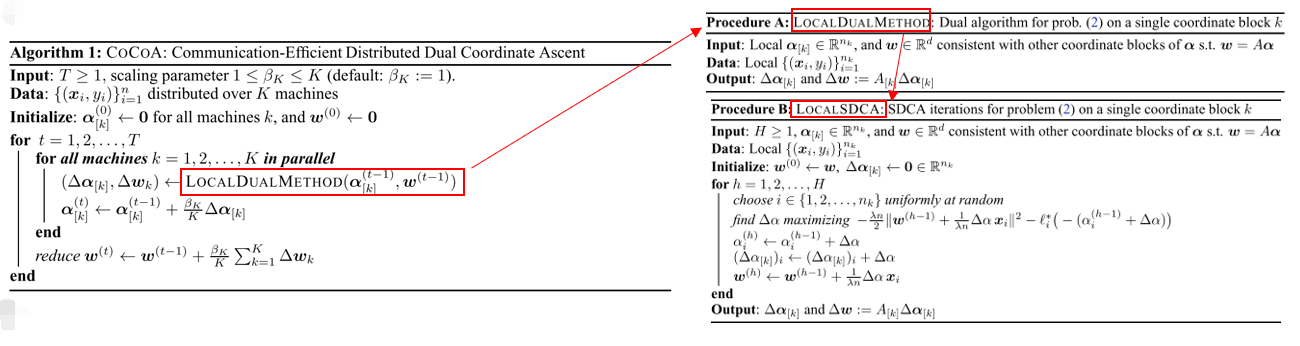 Algorithm 1: COCOA: Communication-Efficient Distributed Dual Coordinate Ascent
Input: T ≥ 1, scaling parameter 1 ≤ β_K ≤ K (default: β_K := 1).
Data: {(x_i, y_i)}_{i=1}^n distributed over K machines
Initialize: α_{[k]}^{(0)} ← 0 for all machines k, and w^{(0)} ← 0
for t = 1, 2, . . . , T
for all machines k = 1, 2, . . . , K in parallel
(Δα_{[k]}, Δw_k) ← LOCALDUALMETHOD(α_{[k]}^{(t−1)}, w^{(t−1)})
α_{[k]}^{(t)} ← α_{[k]}^{(t−1)} + \frac{β_K}{K} Δα_{[k]}
end
reduce w^{(t)} ← w^{(t−1)} + \frac{β_K}{K} ∑_{k=1}^K Δw_k
end
Procedure A: LOCALDUALMETHOD: Dual algorithm for prob. (2) on a single coordinate block k
Input: Local α_{[k]} ∈ ℝ^{n_k}, and w ∈ ℝ^d consistent with other coordinate blocks of α s.t. w = Aα
Data: Local {(x_i, y_i)}_{i=1}^{n_k}
Output: Δα_{[k]} and Δw := A_{[k]}Δα_{[k]}
Procedure B: LOCALSDCA: SDCA iterations for problem (2) on a single coordinate block k
Input: H ≥ 1, α_{[k]} ∈ ℝ^{n_k}, and w ∈ ℝ^d consistent with other coordinate blocks of α s.t. w = Aα
Data: Local {(x_i, y_i)}_{i=1}^{n_k}
Initialize: w^{(0)} ← w, Δα_{[k]} ← 0 ∈ ℝ^{n_k}
for h = 1, 2, . . . , H
choose i ∈ {1, 2, . . . , n_k} uniformly at random
find Δα maximizing −\frac{λn}{2}‖w^{(h−1)} + \frac{1}{λn}Δα x_i‖² − ℓ_i^*(−(α_i^{(h−1)} + Δα))
α_i^{(h)} ← α_i^{(h−1)} + Δα
(Δα_{[k]})_i ← (Δα_{[k]})_i + Δα
w^{(h)} ← w^{(h−1)} + \frac{1}{λn}Δα x_i
end
Output: Δα_{[k]} and Δw := A_{[k]}Δα_{[k]}